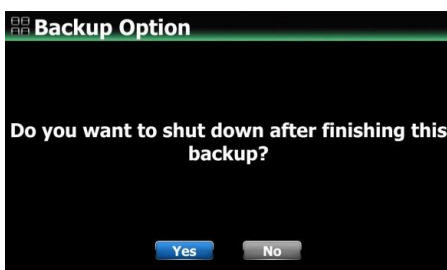 Backup Option
Do you want to shut down after finishing this
backup?
Yes
No